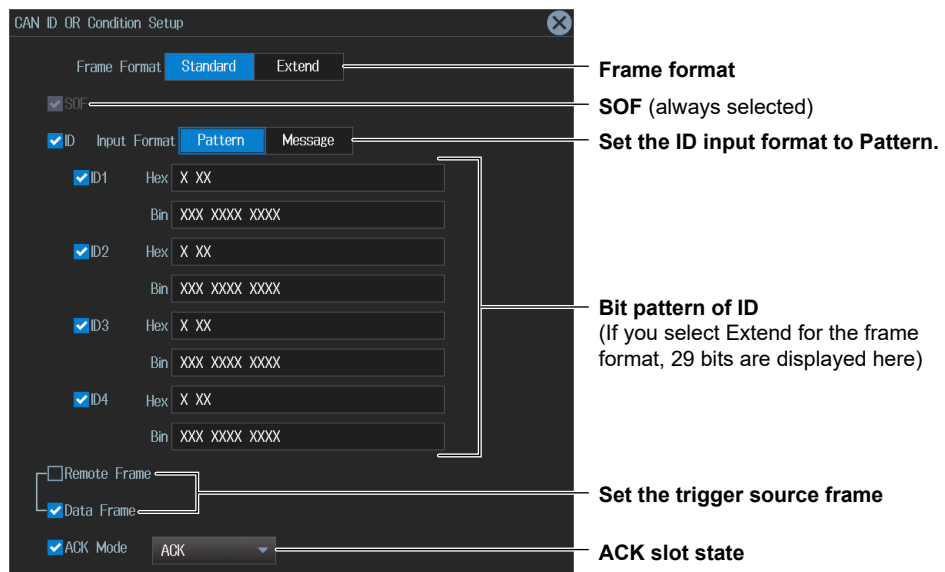 CAN ID OR Condition Setup
Frame Format Standard Extend
Frame format
SOF
SOF (always selected)
ID Input Format Pattern Message
Set the ID input format to Pattern.
ID1 Hex X XX
Bin XXX XXXX XXXX
ID2 Hex X XX
Bin XXX XXXX XXXX
ID3 Hex X XX
Bin XXX XXXX XXXX
ID4 Hex X XX
Bin XXX XXXX XXXX
Bit pattern of ID
(If you select Extend for the frame
format, 29 bits are displayed here)
Remote Frame
Data Frame
Set the trigger source frame
ACK Mode ACK
ACK slot state